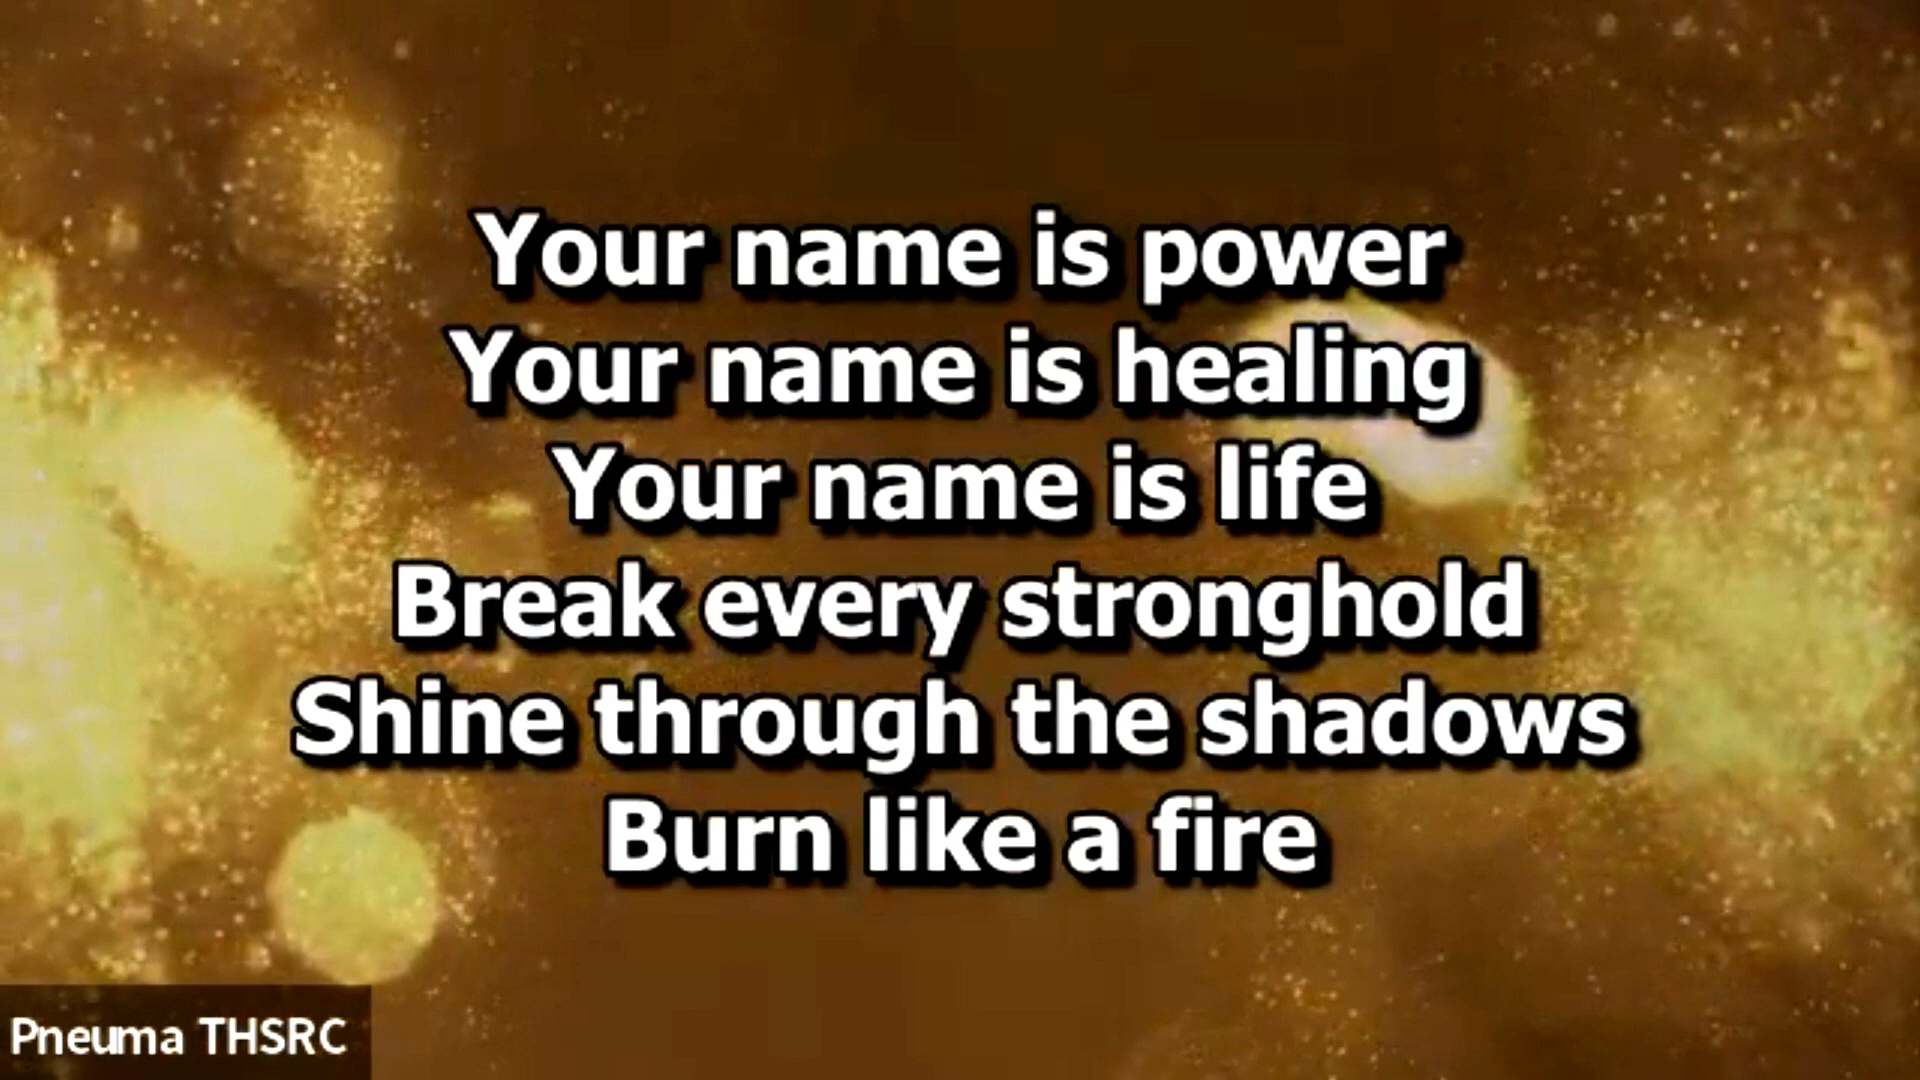 Your name is power
Your name is healing
Your name is life
Break every stronghold
Shine through the shadows
Burn like a fire
Pneuma THSRC